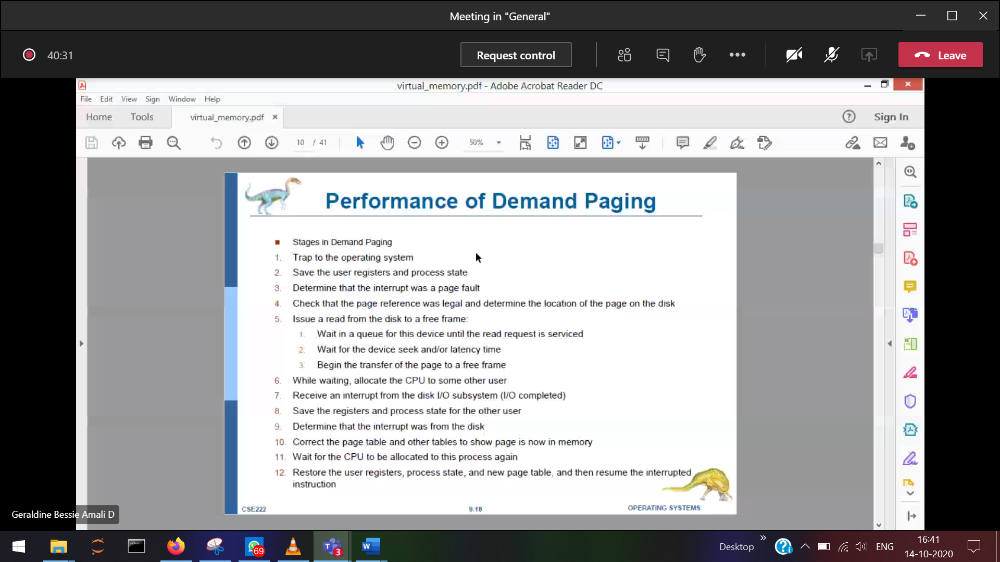 Meeting in "General"
40:31
Request control
Leave
virtual_memory.pdf - Adobe Acrobat Reader DC
File Edit View Sign Window Help
Home Tools virtual_memory.pdf × Sign In
10 / 41 50%
Performance of Demand Paging
Stages in Demand Paging
1. Trap to the operating system
2. Save the user registers and process state
3. Determine that the interrupt was a page fault
4. Check that the page reference was legal and determine the location of the page on the disk
5. Issue a read from the disk to a free frame:
1. Wait in a queue for this device until the read request is serviced
2. Wait for the device seek and/or latency time
3. Begin the transfer of the page to a free frame
6. While waiting, allocate the CPU to some other user
7. Receive an interrupt from the disk I/O subsystem (I/O completed)
8. Save the registers and process state for the other user
9. Determine that the interrupt was from the disk
10. Correct the page table and other tables to show page is now in memory
11. Wait for the CPU to be allocated to this process again
12. Restore the user registers, process state, and new page table, and then resume the interrupted
instruction
CSE222 9.18 OPERATING SYSTEMS
Geraldine Bessie Amali D
69
3
Desktop
ENG
16:41
14-10-2020